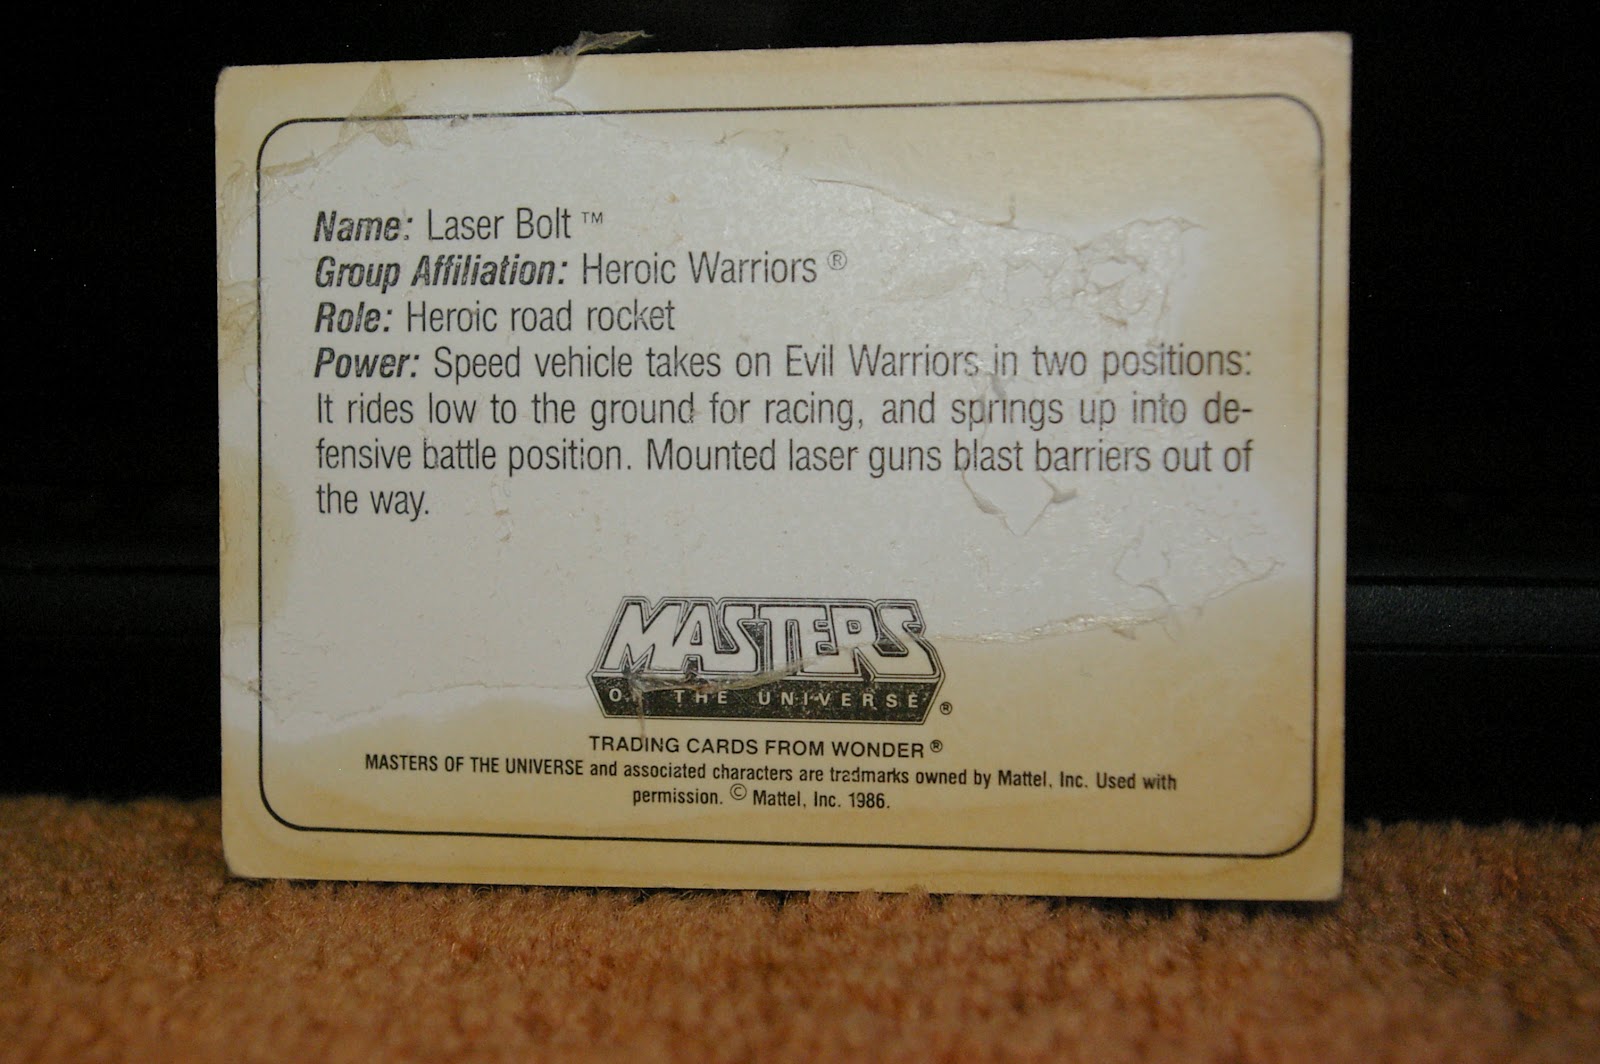 Name: Laser Bolt ™
Group Affiliation: Heroic Warriors ®
Role: Heroic road rocket
Power: Speed vehicle takes on Evil Warriors in two positions:
It rides low to the ground for racing, and springs up into de-
fensive battle position. Mounted laser guns blast barriers out of
the way.
MASTERS
OF THE UNIVERSE ®
TRADING CARDS FROM WONDER ®
MASTERS OF THE UNIVERSE and associated characters are tradmarks owned by Mattel, Inc. Used with
permission. © Mattel, Inc. 1986.